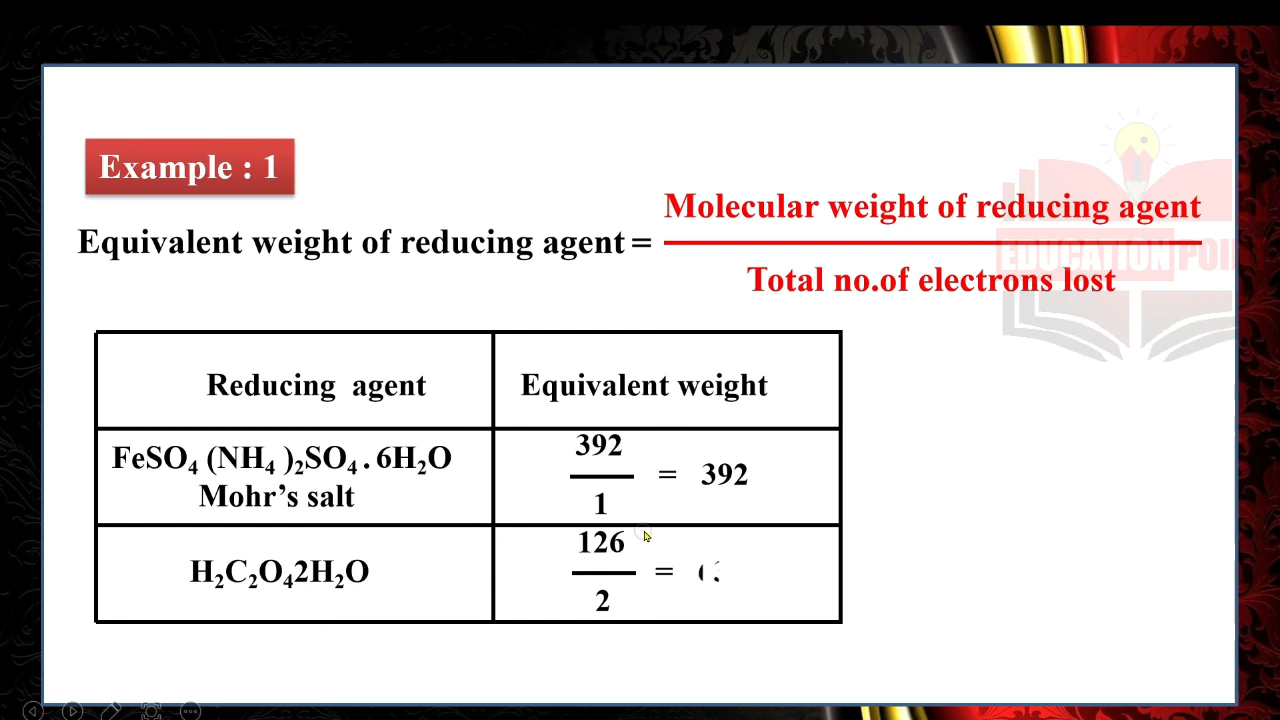 Example : 1
Molecular weight of reducing agent
Equivalent weight of reducing agent =
Total no.of electrons lost
EDUCATION POI
Reducing agent
Equivalent weight
FeSO₄ (NH₄ )₂SO₄ . 6H₂O
Mohr’s salt
392
1
= 392
H₂C₂O₄2H₂O
126
2
=